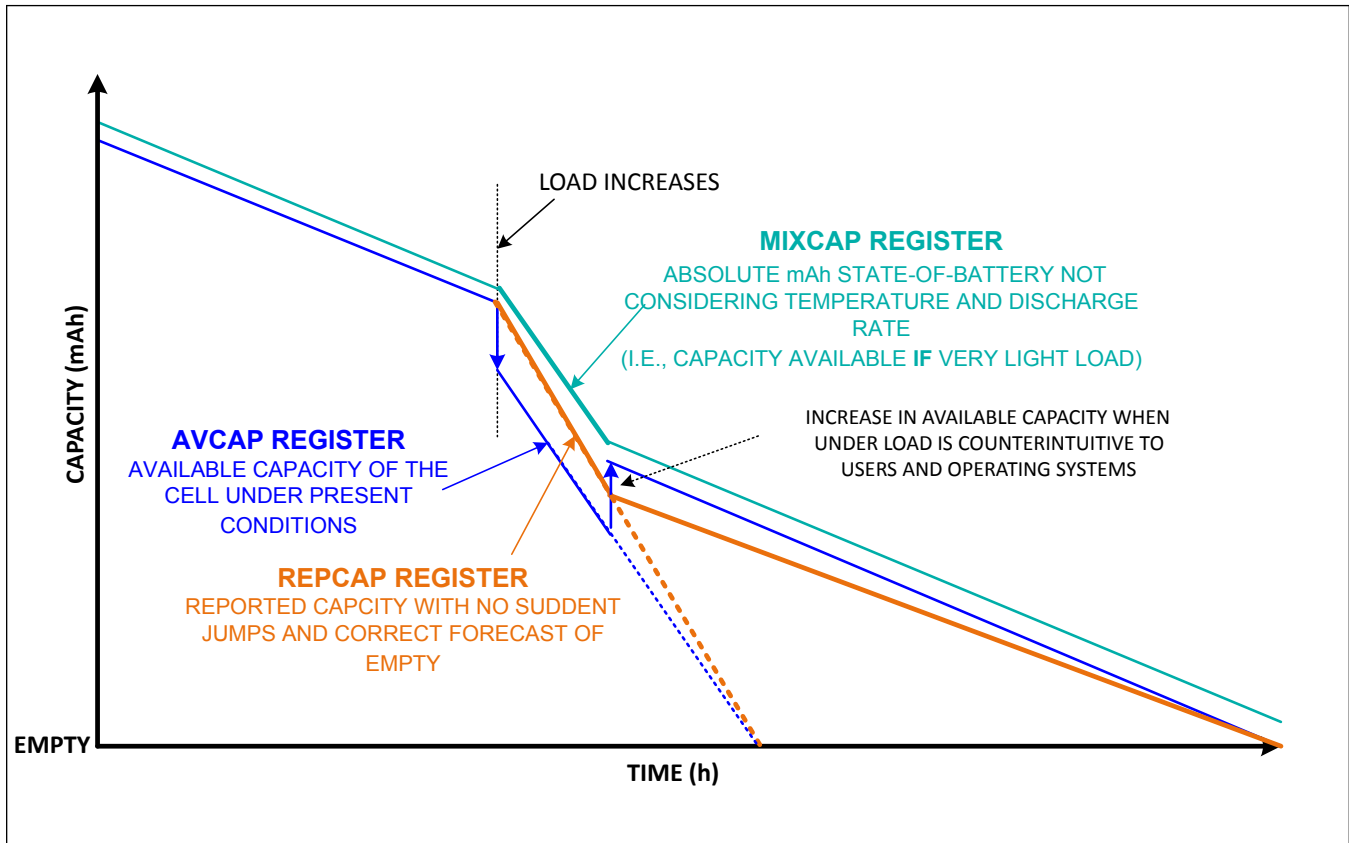 LOAD INCREASES
MIXCAP REGISTER
ABSOLUTE mAh STATE-OF-BATTERY NOT
CONSIDERING TEMPERATURE AND DISCHARGE
RATE
(I.E., CAPACITY AVAILABLE IF VERY LIGHT LOAD)
CAPACITY (mAh)
INCREASE IN AVAILABLE CAPACITY WHEN
UNDER LOAD IS COUNTERINTUITIVE TO
USERS AND OPERATING SYSTEMS
AVCAP REGISTER
AVAILABLE CAPACITY OF THE
CELL UNDER PRESENT
CONDITIONS
REPCAP REGISTER
REPORTED CAPCITY WITH NO SUDDENT
JUMPS AND CORRECT FORECAST OF
EMPTY
EMPTY
TIME (h)